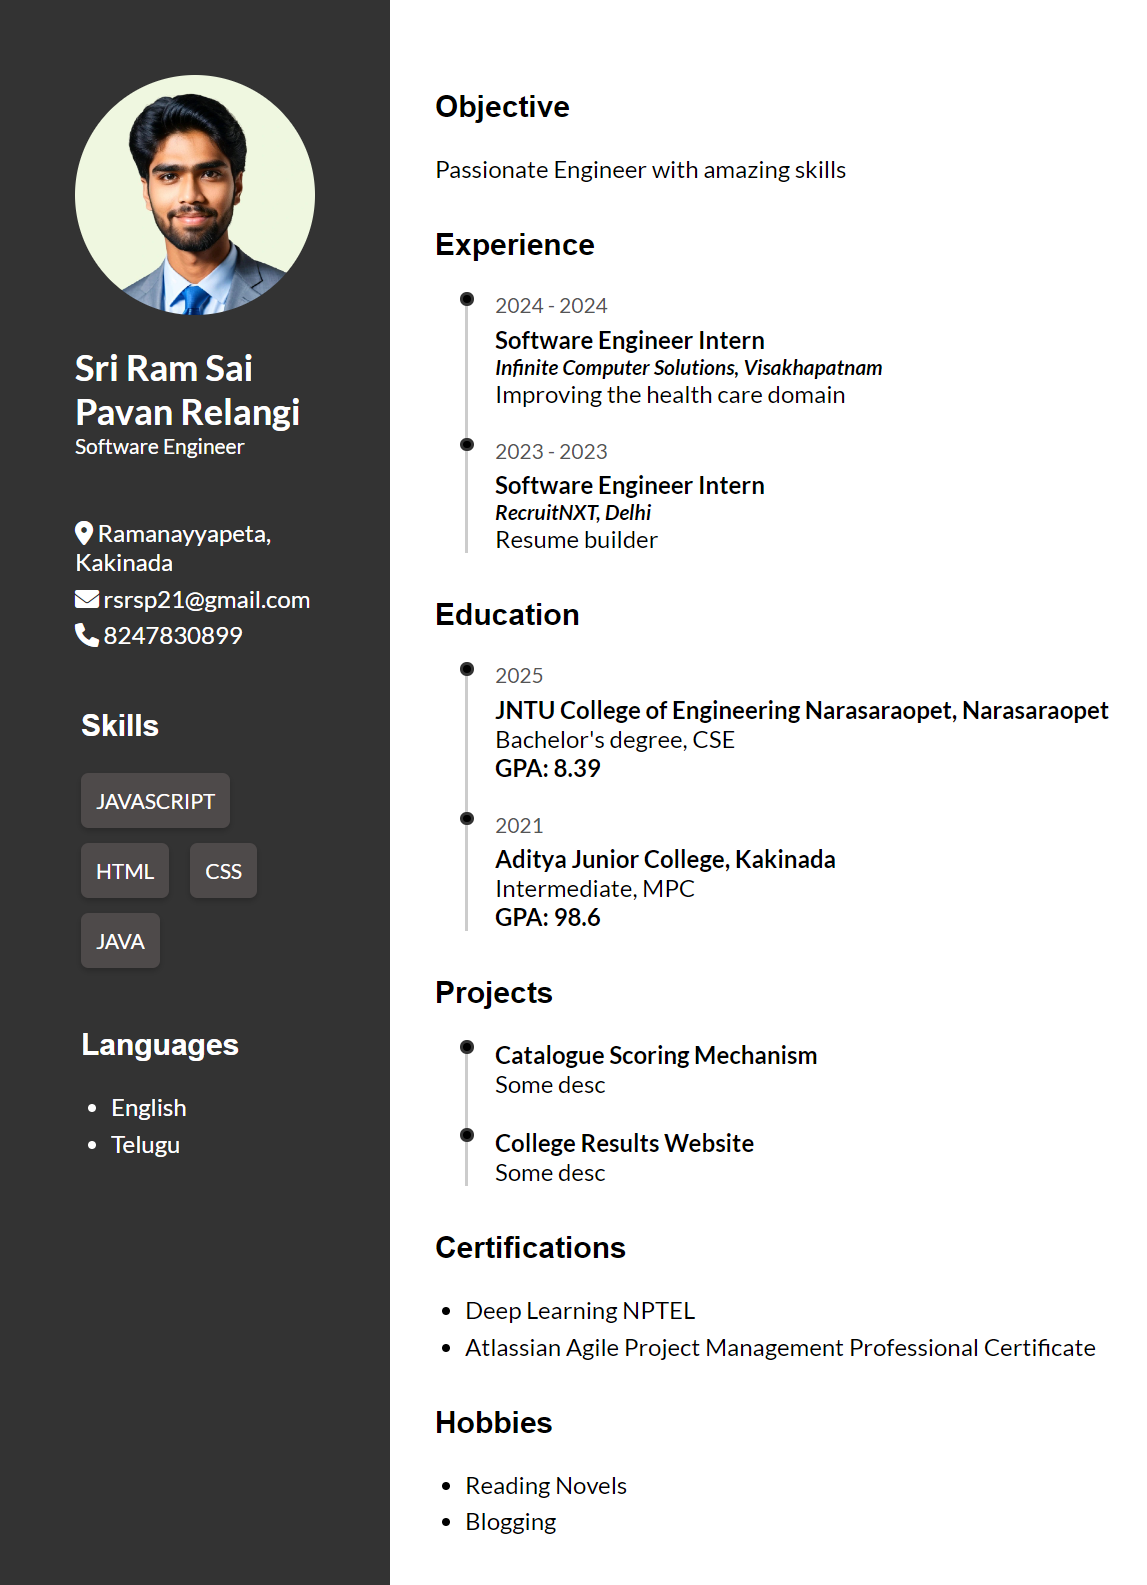 Sri Ram Sai
Pavan Relangi
Software Engineer
Ramanayyapeta,
Kakinada
rsrsp21@gmail.com
8247830899
Skills
JAVASCRIPT
HTML CSS
JAVA
Languages
English
Telugu
Objective
Passionate Engineer with amazing skills
Experience
2024 - 2024
Software Engineer Intern
Infinite Computer Solutions, Visakhapatnam
Improving the health care domain
2023 - 2023
Software Engineer Intern
RecruitNXT, Delhi
Resume builder
Education
2025
JNTU College of Engineering Narasaraopet, Narasaraopet
Bachelor's degree, CSE
GPA: 8.39
2021
Aditya Junior College, Kakinada
Intermediate, MPC
GPA: 98.6
Projects
Catalogue Scoring Mechanism
Some desc
College Results Website
Some desc
Certifications
Deep Learning NPTEL
Atlassian Agile Project Management Professional Certificate
Hobbies
Reading Novels
Blogging